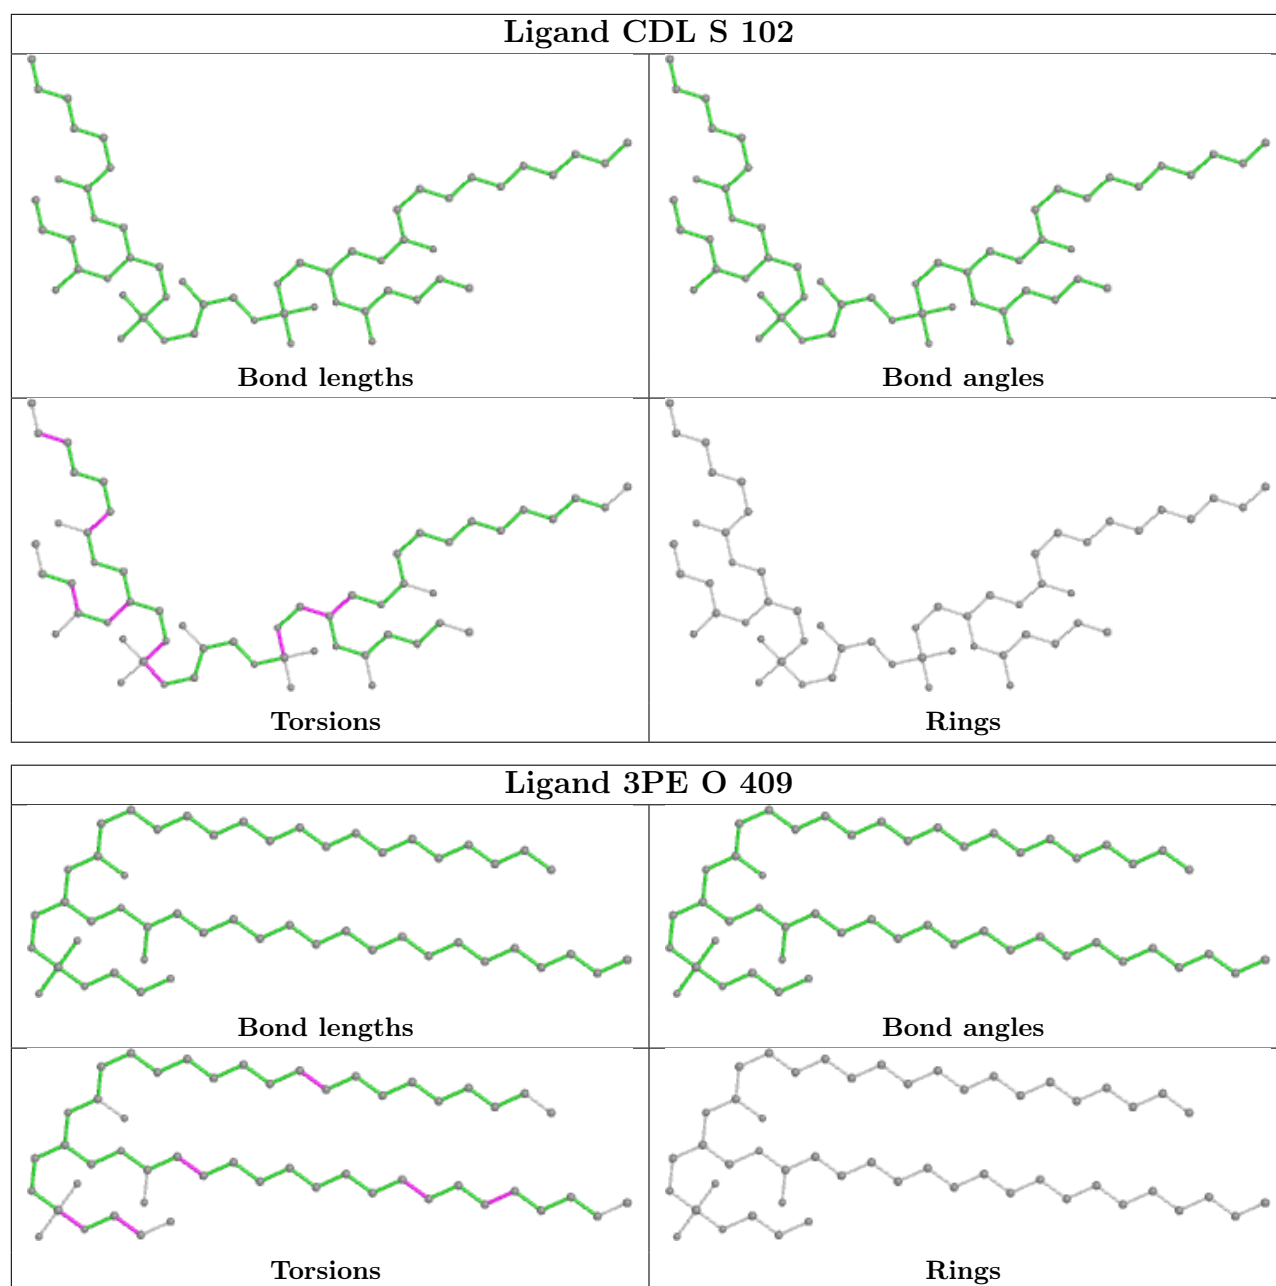 Ligand CDL S 102
Bond lengths
Bond angles
Torsions
Rings
Ligand 3PE O 409
Bond lengths
Bond angles
Torsions
Rings